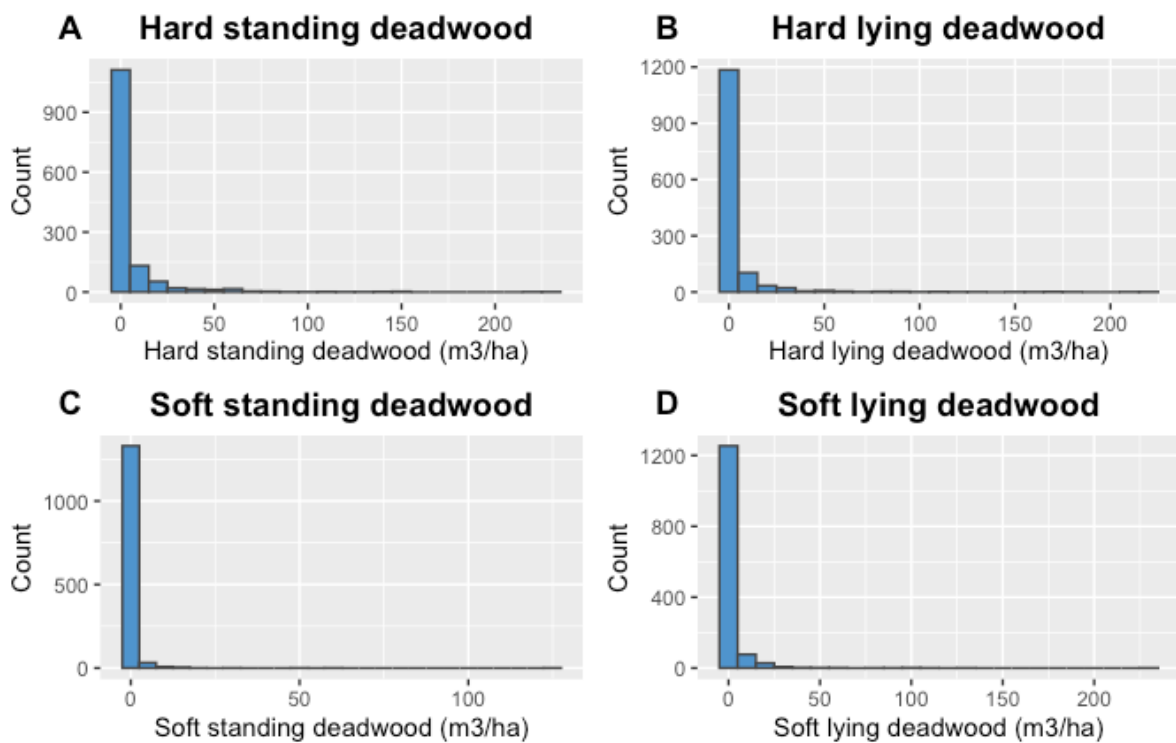 A Hard standing deadwood
900
600
300
0
Count
0 50 100 150 200
Hard standing deadwood (m3/ha)
B Hard lying deadwood
1200
900
600
300
0
Count
0 50 100 150 200
Hard lying deadwood (m3/ha)
C Soft standing deadwood
1000
500
0
Count
0 50 100
Soft standing deadwood (m3/ha)
D Soft lying deadwood
1200
800
400
0
Count
0 50 100 150 200
Soft lying deadwood (m3/ha)